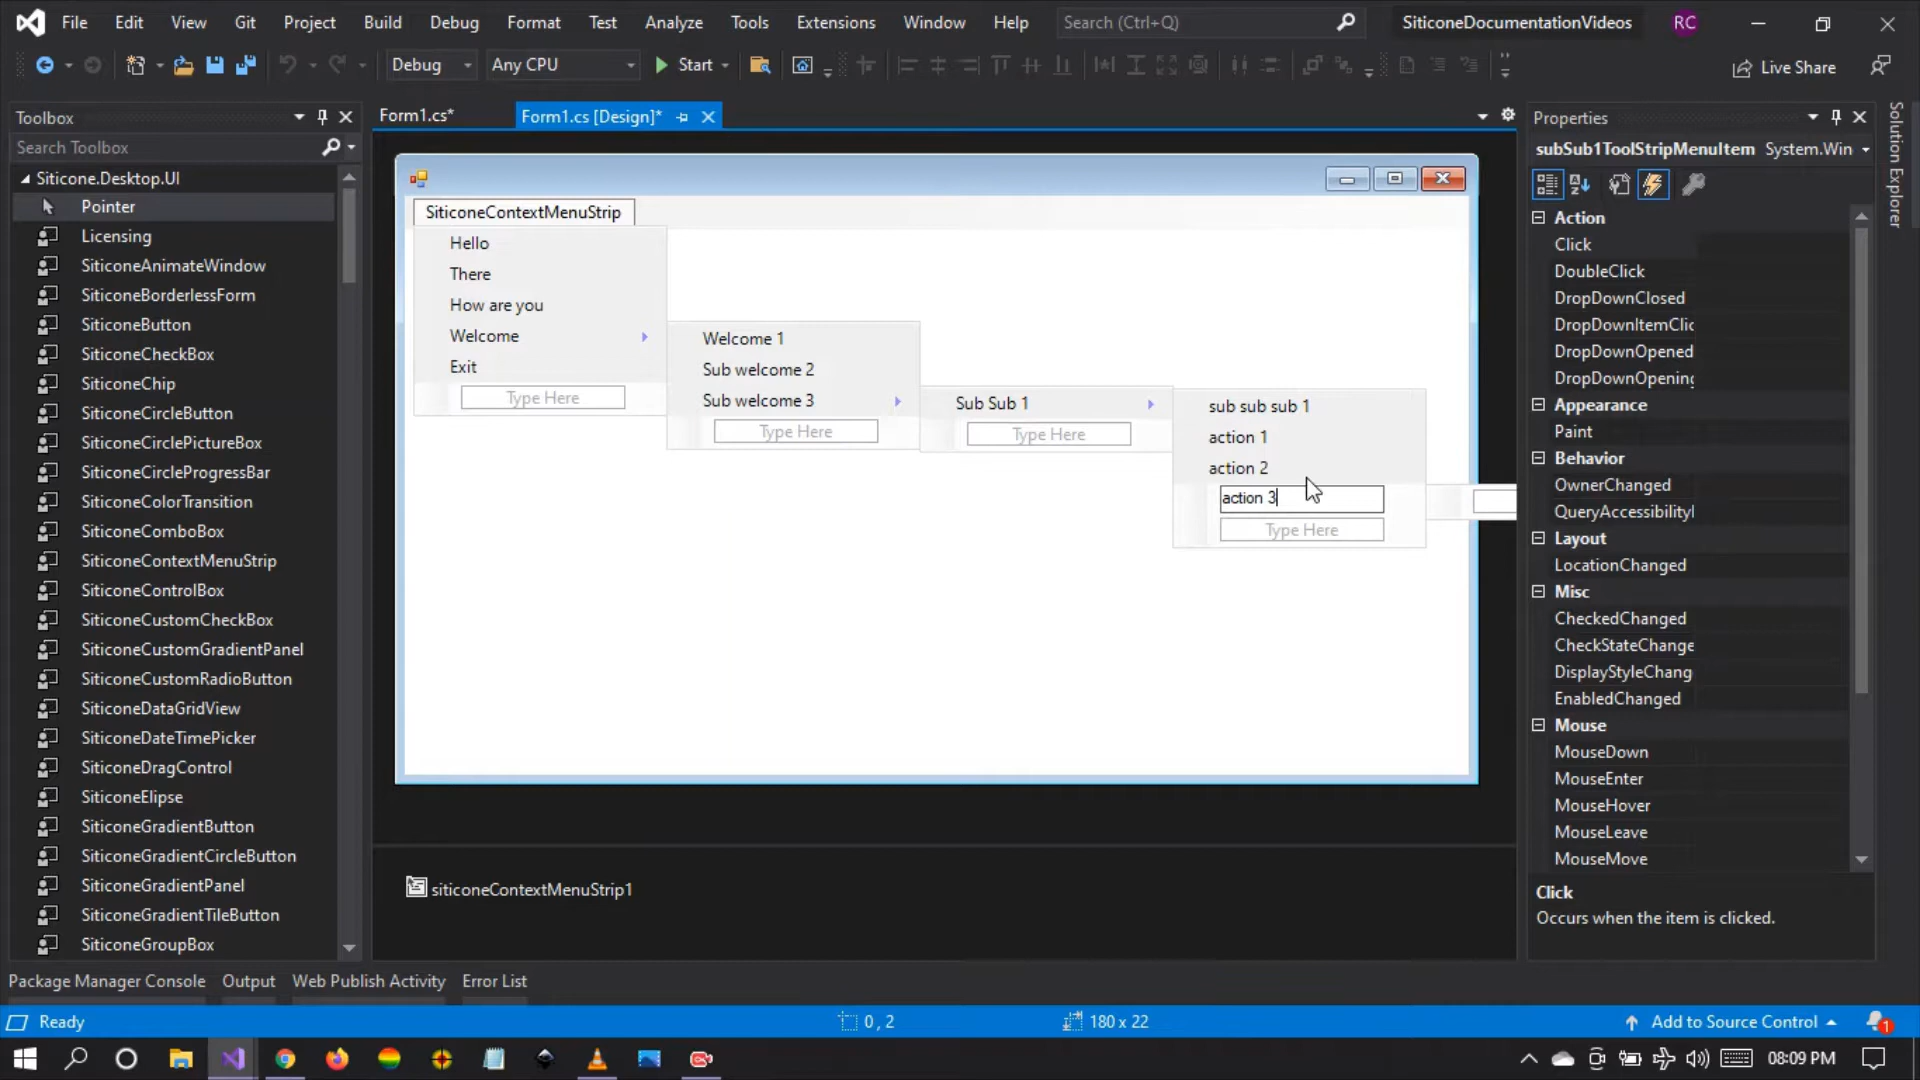 File Edit View Git Project Build Debug Format Test Analyze Tools Extensions Window Help Search (Ctrl+Q) SiticoneDocumentationVideos RC
Debug Any CPU Start Live Share
Toolbox
Search Toolbox
Siticone.Desktop.UI
Pointer
Licensing
SiticoneAnimateWindow
SiticoneBorderlessForm
SiticoneButton
SiticoneCheckBox
SiticoneChip
SiticoneCircleButton
SiticoneCirclePictureBox
SiticoneCircleProgressBar
SiticoneColorTransition
SiticoneComboBox
SiticoneContextMenuStrip
SiticoneControlBox
SiticoneCustomCheckBox
SiticoneCustomGradientPanel
SiticoneCustomRadioButton
SiticoneDataGridView
SiticoneDateTimePicker
SiticoneDragControl
SiticoneElipse
SiticoneGradientButton
SiticoneGradientCircleButton
SiticoneGradientPanel
SiticoneGradientTileButton
SiticoneGroupBox
Form1.cs* Form1.cs [Design]*
SiticoneContextMenuStrip
Hello
There
How are you
Welcome
Exit
Type Here
Welcome 1
Sub welcome 2
Sub welcome 3
Type Here
Sub Sub 1
Type Here
sub sub sub 1
action 1
action 2
action 3
Type Here
siticoneContextMenuStrip1
Properties
subSub1ToolStripMenuItem System.Win
Action
Click
DoubleClick
DropDownClosed
DropDownItemClic
DropDownOpened
DropDownOpening
Appearance
Paint
Behavior
OwnerChanged
QueryAccessibilityl
Layout
LocationChanged
Misc
CheckedChanged
CheckStateChange
DisplayStyleChang
EnabledChanged
Mouse
MouseDown
MouseEnter
MouseHover
MouseLeave
MouseMove
Click
Occurs when the item is clicked.
Solution Explorer
Package Manager Console Output Web Publish Activity Error List
Ready 0 , 2 180 x 22 Add to Source Control 1
08:09 PM